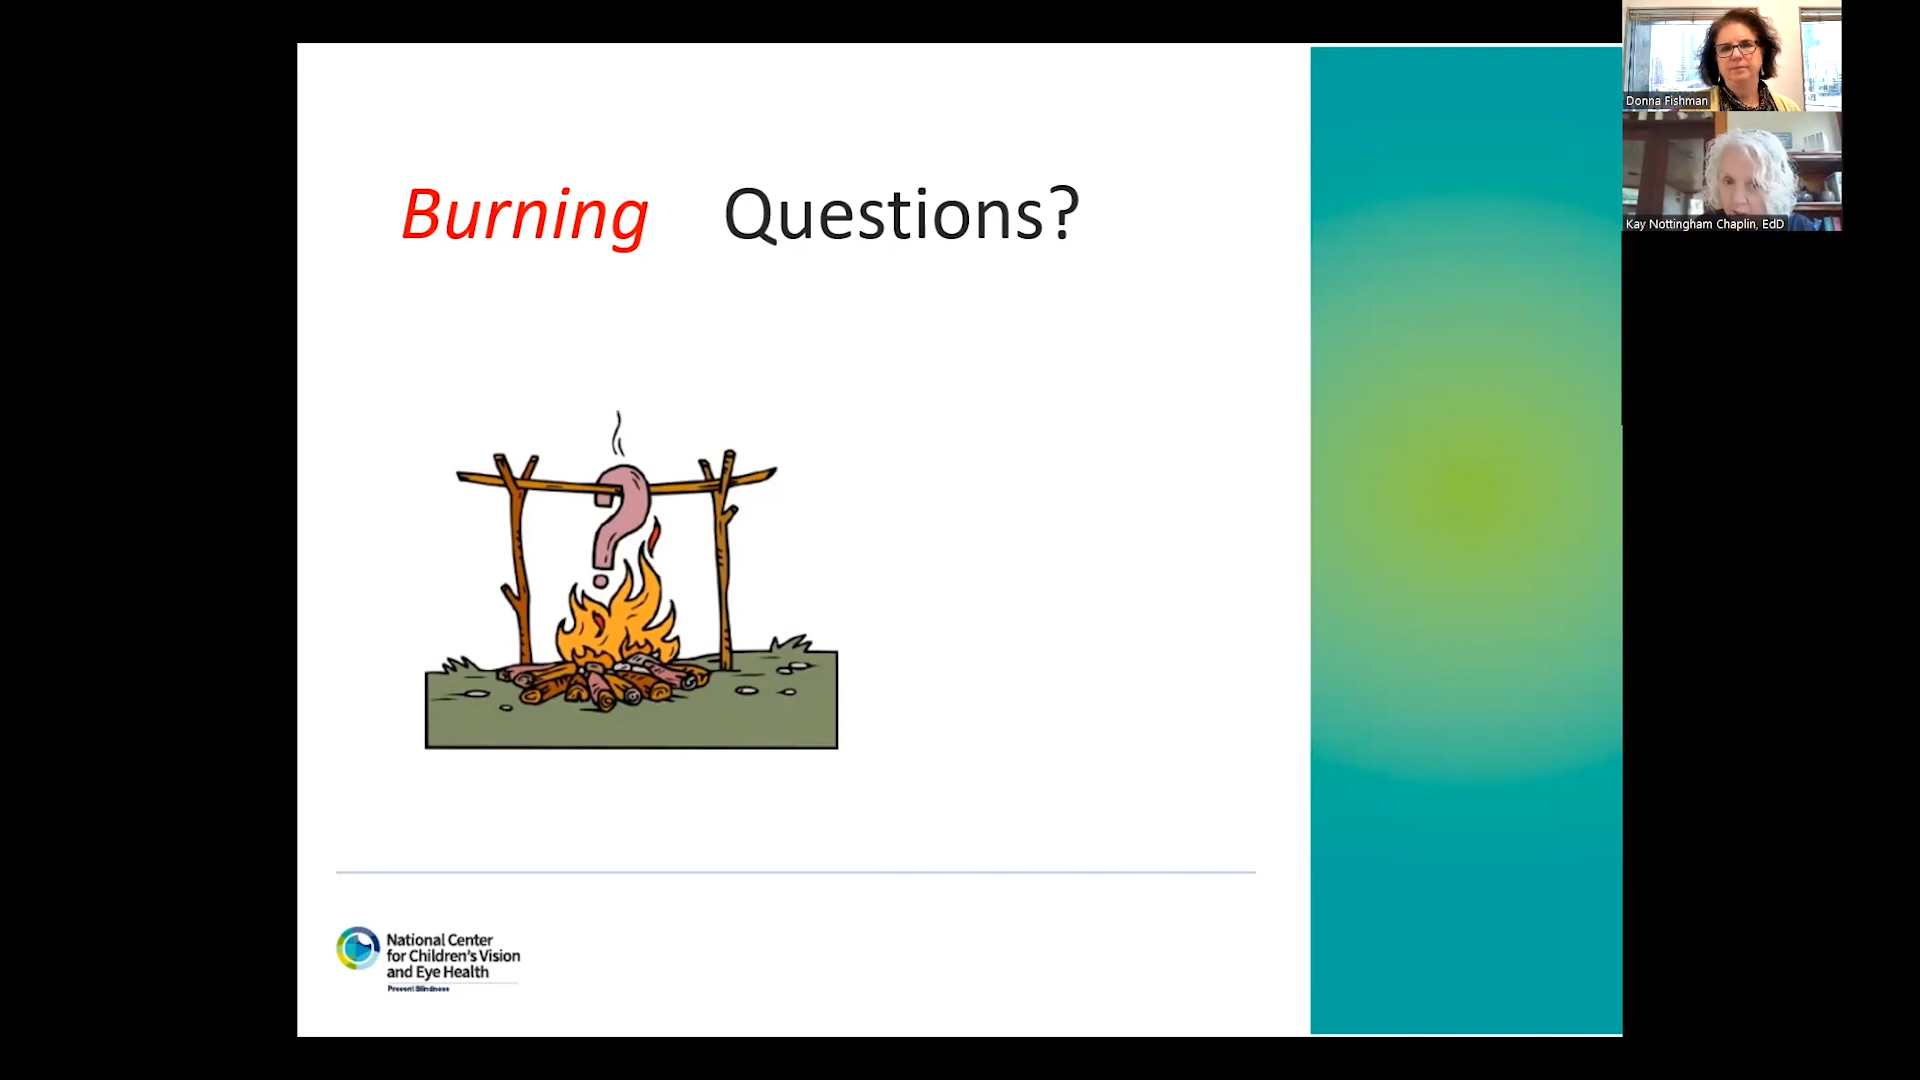 Burning Questions?
Donna Fishman
Kay Nottingham Chaplin, EdD
?
National Center
for Children's Vision
and Eye Health
Prevent Blindness